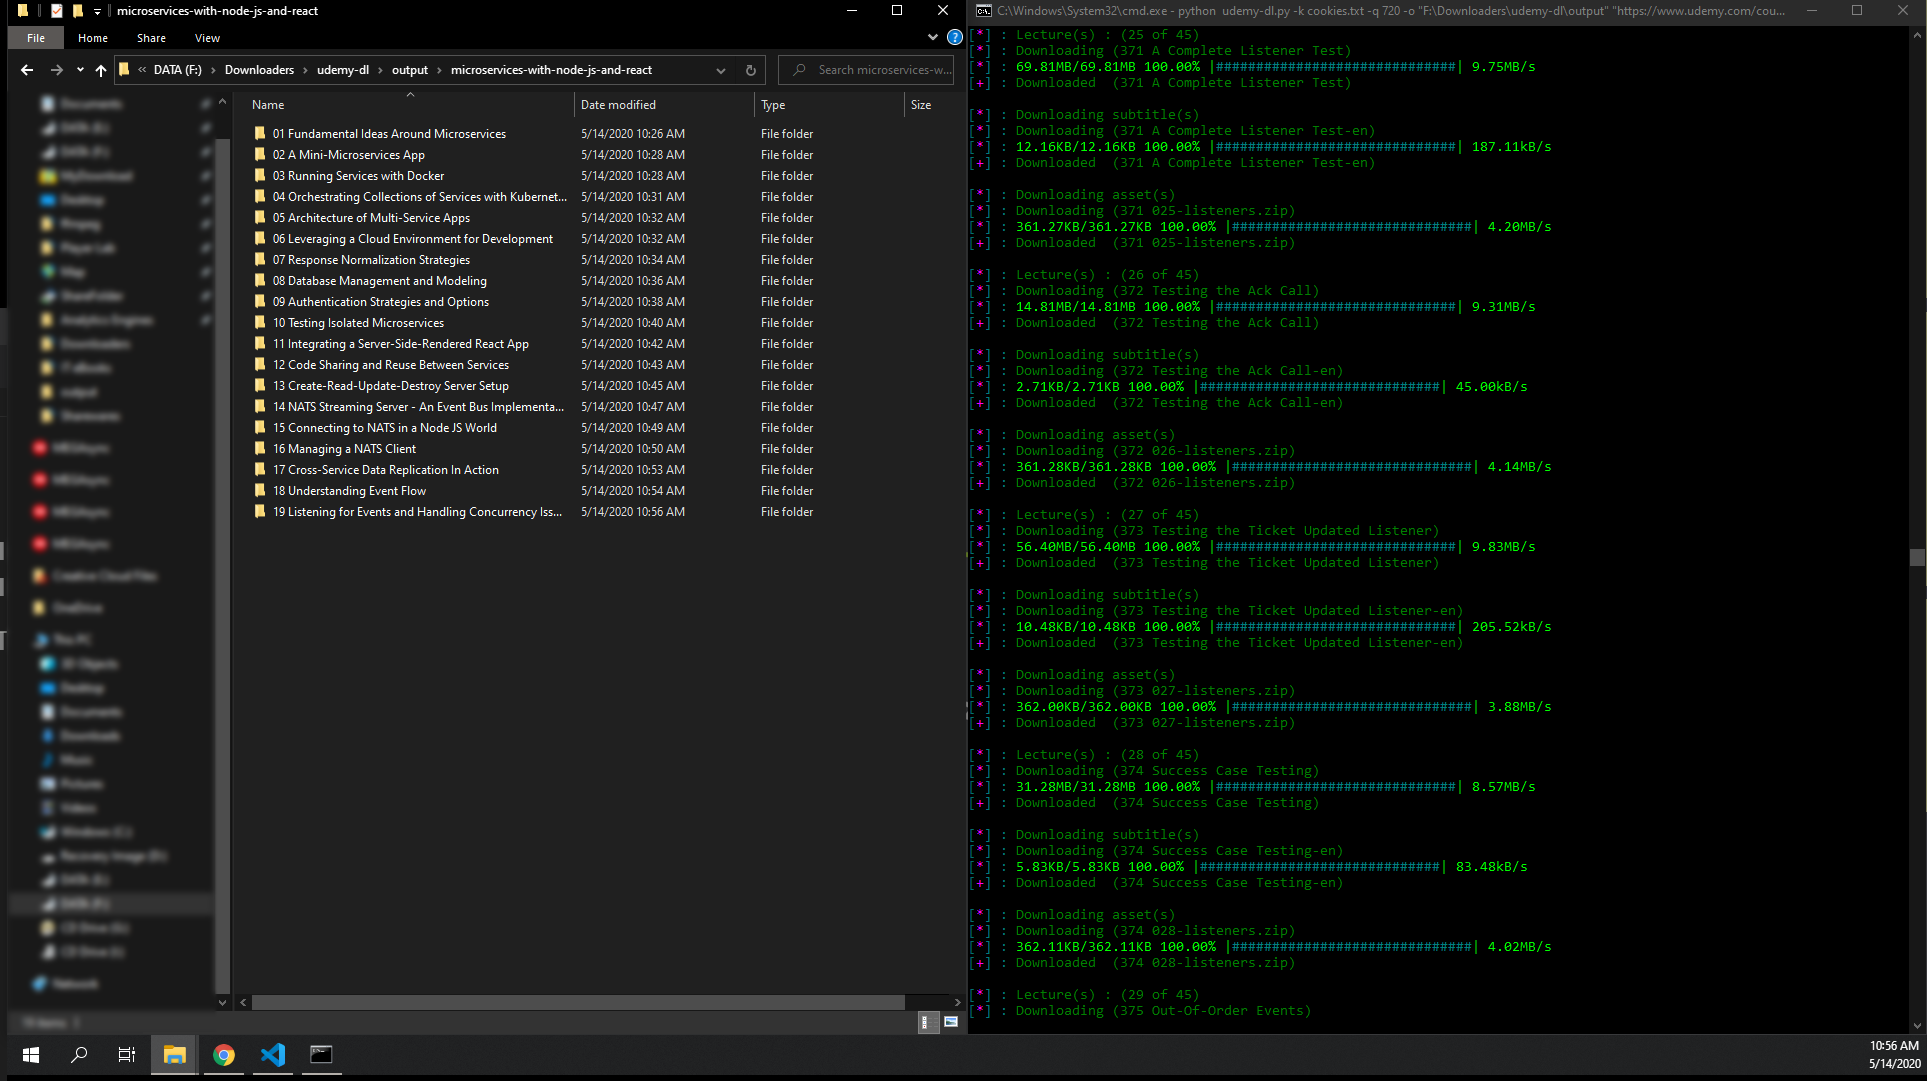 microservices-with-node-js-and-react
File Home Share View
« DATA (F:) › Downloaders › udemy-dl › output › microservices-with-node-js-and-react
Search microservices-w...
Name Date modified Type Size
01 Fundamental Ideas Around Microservices 5/14/2020 10:26 AM File folder
02 A Mini-Microservices App 5/14/2020 10:28 AM File folder
03 Running Services with Docker 5/14/2020 10:28 AM File folder
04 Orchestrating Collections of Services with Kubernet... 5/14/2020 10:31 AM File folder
05 Architecture of Multi-Service Apps 5/14/2020 10:32 AM File folder
06 Leveraging a Cloud Environment for Development 5/14/2020 10:32 AM File folder
07 Response Normalization Strategies 5/14/2020 10:34 AM File folder
08 Database Management and Modeling 5/14/2020 10:36 AM File folder
09 Authentication Strategies and Options 5/14/2020 10:38 AM File folder
10 Testing Isolated Microservices 5/14/2020 10:40 AM File folder
11 Integrating a Server-Side-Rendered React App 5/14/2020 10:42 AM File folder
12 Code Sharing and Reuse Between Services 5/14/2020 10:43 AM File folder
13 Create-Read-Update-Destroy Server Setup 5/14/2020 10:45 AM File folder
14 NATS Streaming Server - An Event Bus Implementa... 5/14/2020 10:47 AM File folder
15 Connecting to NATS in a Node JS World 5/14/2020 10:49 AM File folder
16 Managing a NATS Client 5/14/2020 10:50 AM File folder
17 Cross-Service Data Replication In Action 5/14/2020 10:53 AM File folder
18 Understanding Event Flow 5/14/2020 10:54 AM File folder
19 Listening for Events and Handling Concurrency Iss... 5/14/2020 10:56 AM File folder
C:\Windows\System32\cmd.exe - python udemy-dl.py -k cookies.txt -q 720 -o "F:\Downloaders\udemy-dl\output" "https://www.udemy.com/cou...
[*] : Lecture(s) : (25 of 45)
[*] : Downloading (371 A Complete Listener Test)
[*] : 69.81MB/69.81MB 100.00% |##############################| 9.75MB/s
[+] : Downloaded (371 A Complete Listener Test)
[*] : Downloading subtitle(s)
[*] : Downloading (371 A Complete Listener Test-en)
[*] : 12.16KB/12.16KB 100.00% |##############################| 187.11kB/s
[+] : Downloaded (371 A Complete Listener Test-en)
[*] : Downloading asset(s)
[*] : Downloading (371 025-listeners.zip)
[*] : 361.27KB/361.27KB 100.00% |##############################| 4.20MB/s
[+] : Downloaded (371 025-listeners.zip)
[*] : Lecture(s) : (26 of 45)
[*] : Downloading (372 Testing the Ack Call)
[*] : 14.81MB/14.81MB 100.00% |##############################| 9.31MB/s
[+] : Downloaded (372 Testing the Ack Call)
[*] : Downloading subtitle(s)
[*] : Downloading (372 Testing the Ack Call-en)
[*] : 2.71KB/2.71KB 100.00% |##############################| 45.00kB/s
[+] : Downloaded (372 Testing the Ack Call-en)
[*] : Downloading asset(s)
[*] : Downloading (372 026-listeners.zip)
[*] : 361.28KB/361.28KB 100.00% |##############################| 4.14MB/s
[+] : Downloaded (372 026-listeners.zip)
[*] : Lecture(s) : (27 of 45)
[*] : Downloading (373 Testing the Ticket Updated Listener)
[*] : 56.40MB/56.40MB 100.00% |##############################| 9.83MB/s
[+] : Downloaded (373 Testing the Ticket Updated Listener)
[*] : Downloading subtitle(s)
[*] : Downloading (373 Testing the Ticket Updated Listener-en)
[*] : 10.48KB/10.48KB 100.00% |##############################| 205.52kB/s
[+] : Downloaded (373 Testing the Ticket Updated Listener-en)
[*] : Downloading asset(s)
[*] : Downloading (373 027-listeners.zip)
[*] : 362.00KB/362.00KB 100.00% |##############################| 3.88MB/s
[+] : Downloaded (373 027-listeners.zip)
[*] : Lecture(s) : (28 of 45)
[*] : Downloading (374 Success Case Testing)
[*] : 31.28MB/31.28MB 100.00% |##############################| 8.57MB/s
[+] : Downloaded (374 Success Case Testing)
[*] : Downloading subtitle(s)
[*] : Downloading (374 Success Case Testing-en)
[*] : 5.83KB/5.83KB 100.00% |##############################| 83.48kB/s
[+] : Downloaded (374 Success Case Testing-en)
[*] : Downloading asset(s)
[*] : Downloading (374 028-listeners.zip)
[*] : 362.11KB/362.11KB 100.00% |##############################| 4.02MB/s
[+] : Downloaded (374 028-listeners.zip)
[*] : Lecture(s) : (29 of 45)
[*] : Downloading (375 Out-Of-Order Events)
10:56 AM
5/14/2020